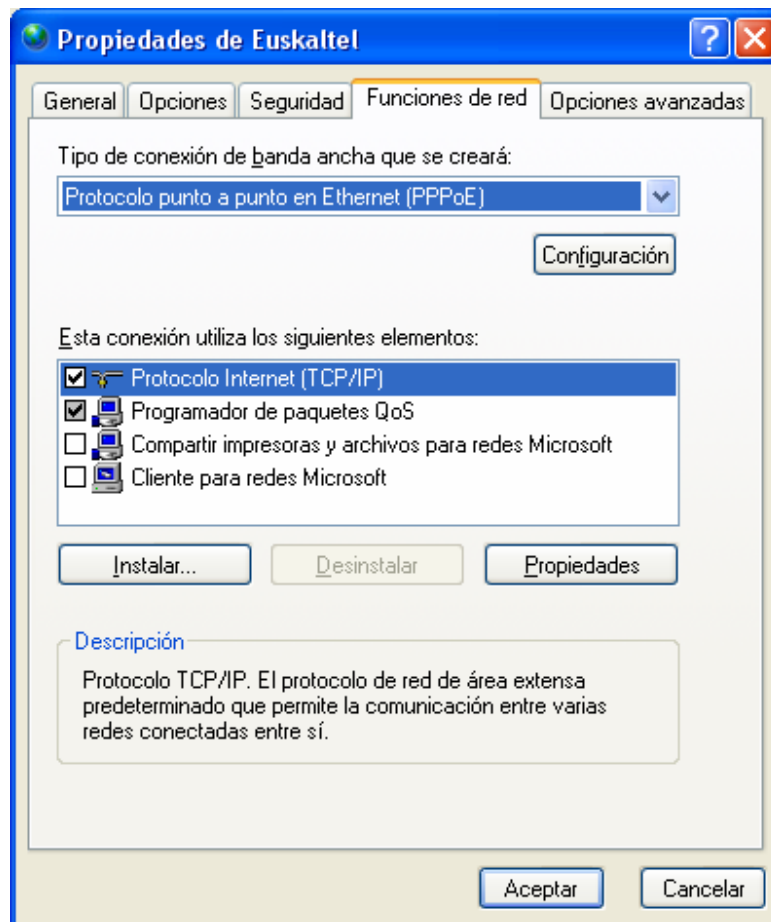 Propiedades de Euskaltel
General Opciones Seguridad Funciones de red Opciones avanzadas
Tipo de conexión de banda ancha que se creará:
Protocolo punto a punto en Ethernet (PPPoE)
Configuración
Esta conexión utiliza los siguientes elementos:
Protocolo Internet (TCP/IP)
Programador de paquetes QoS
Compartir impresoras y archivos para redes Microsoft
Cliente para redes Microsoft
Instalar... Desinstalar Propiedades
Descripción
Protocolo TCP/IP. El protocolo de red de área extensa
predeterminado que permite la comunicación entre varias
redes conectadas entre sí.
Aceptar Cancelar